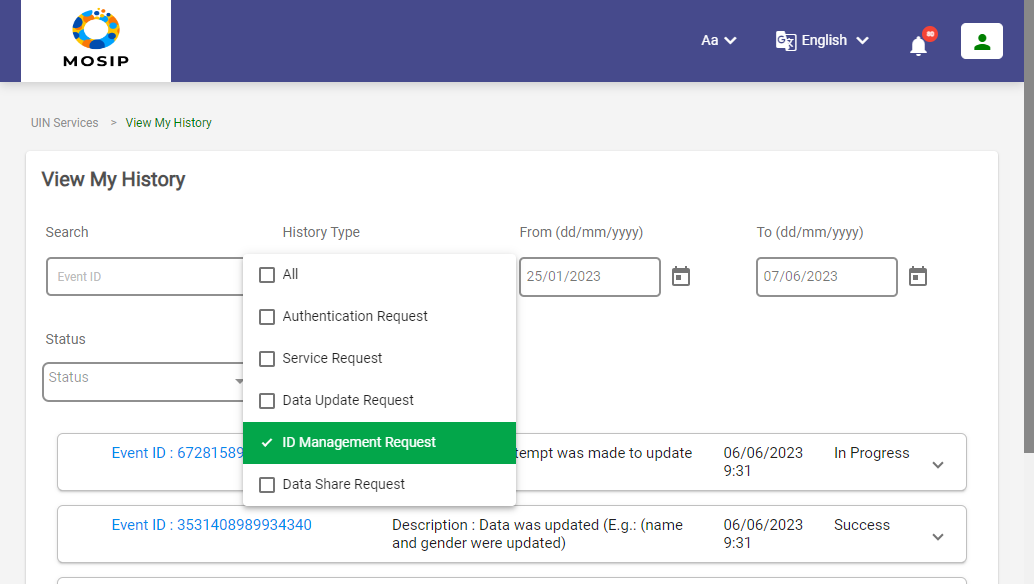 MOSIP
Aa
English
UIN Services > View My History
View My History
Search
History Type
From (dd/mm/yyyy)
To (dd/mm/yyyy)
Event ID
25/01/2023
07/06/2023
All
Authentication Request
Service Request
Data Update Request
ID Management Request
Data Share Request
Status
Status
Event ID : 67281589
tempt was made to update
06/06/2023
9:31
In Progress
Event ID : 3531408989934340
Description : Data was updated (E.g.: (name
and gender were updated)
06/06/2023
9:31
Success